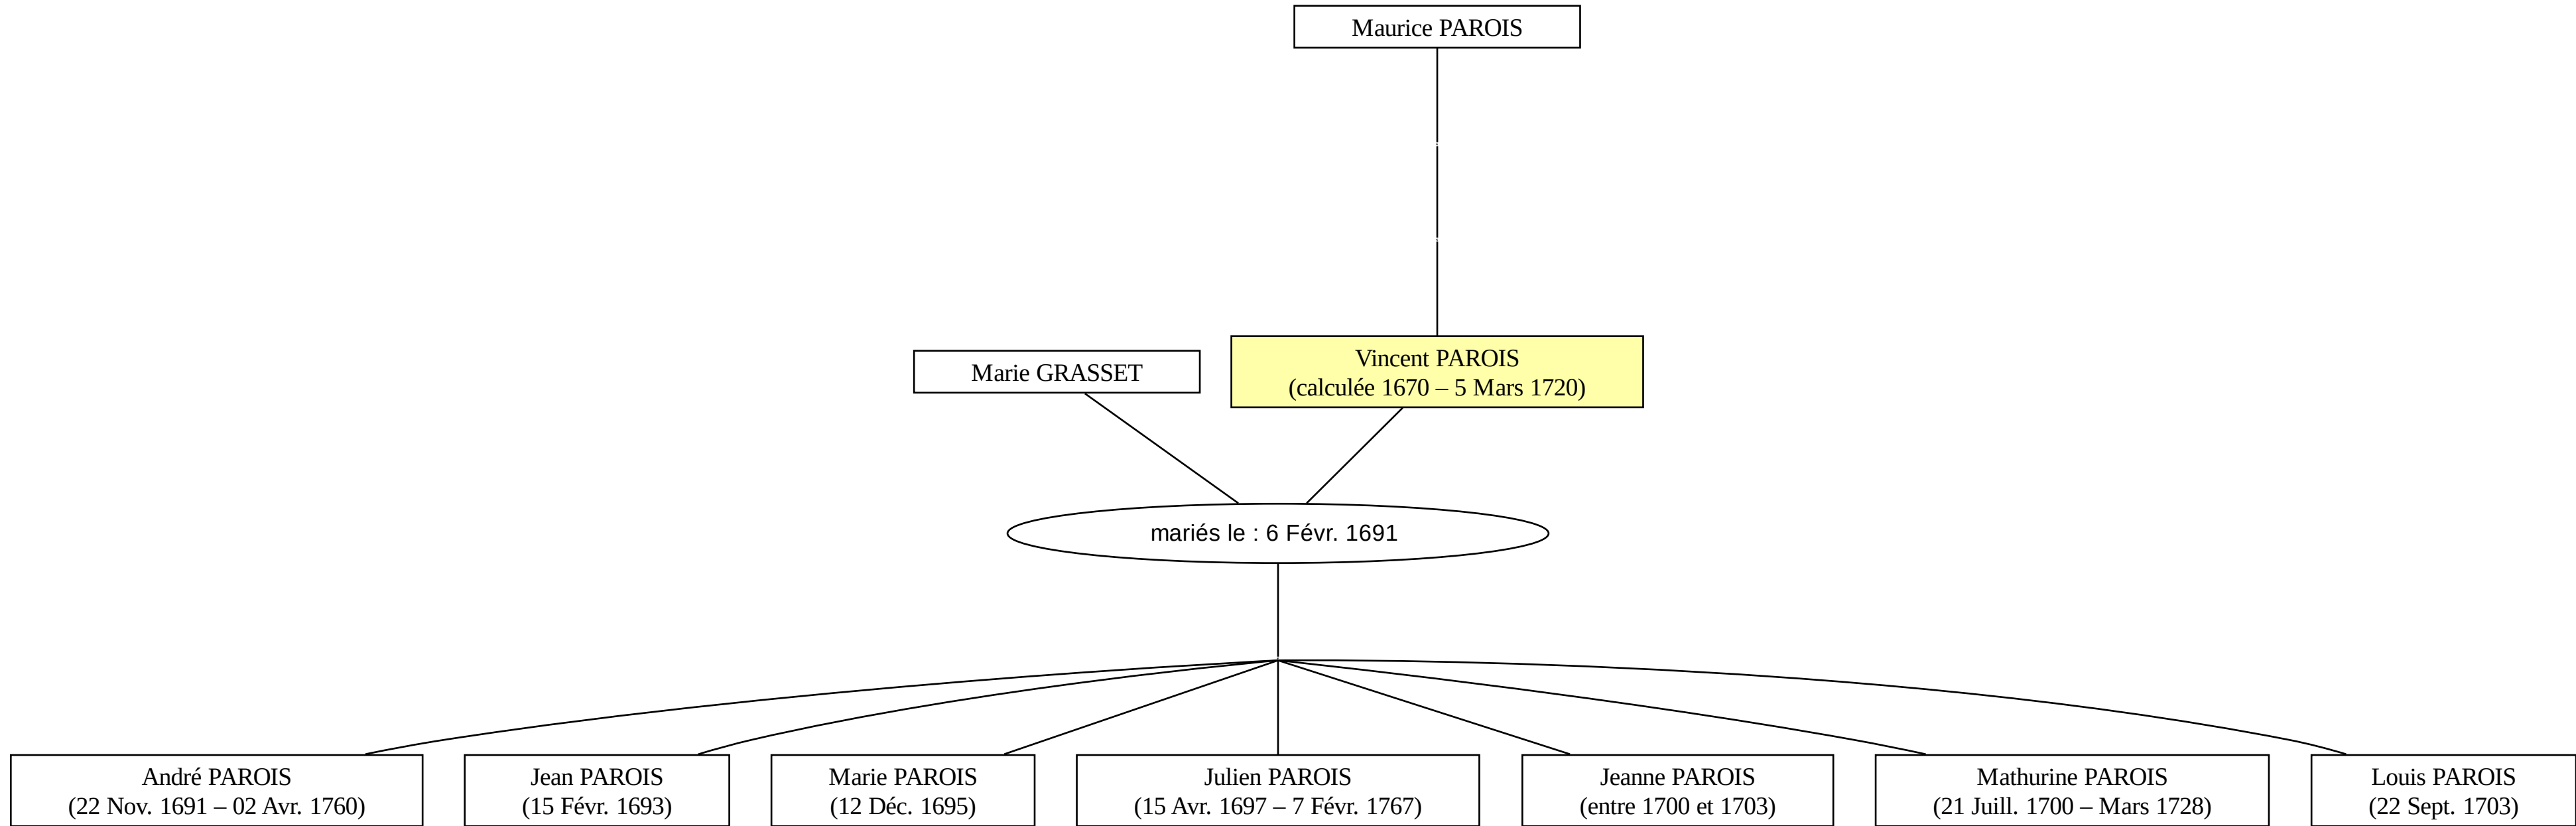 Maurice PAROIS
Marie GRASSET
Vincent PAROIS
(calculée 1670 – 5 Mars 1720)
mariés le : 6 Févr. 1691
André PAROIS
(22 Nov. 1691 – 02 Avr. 1760)
Jean PAROIS
(15 Févr. 1693)
Marie PAROIS
(12 Déc. 1695)
Julien PAROIS
(15 Avr. 1697 – 7 Févr. 1767)
Jeanne PAROIS
(entre 1700 et 1703)
Mathurine PAROIS
(21 Juill. 1700 – Mars 1728)
Louis PAROIS
(22 Sept. 1703)